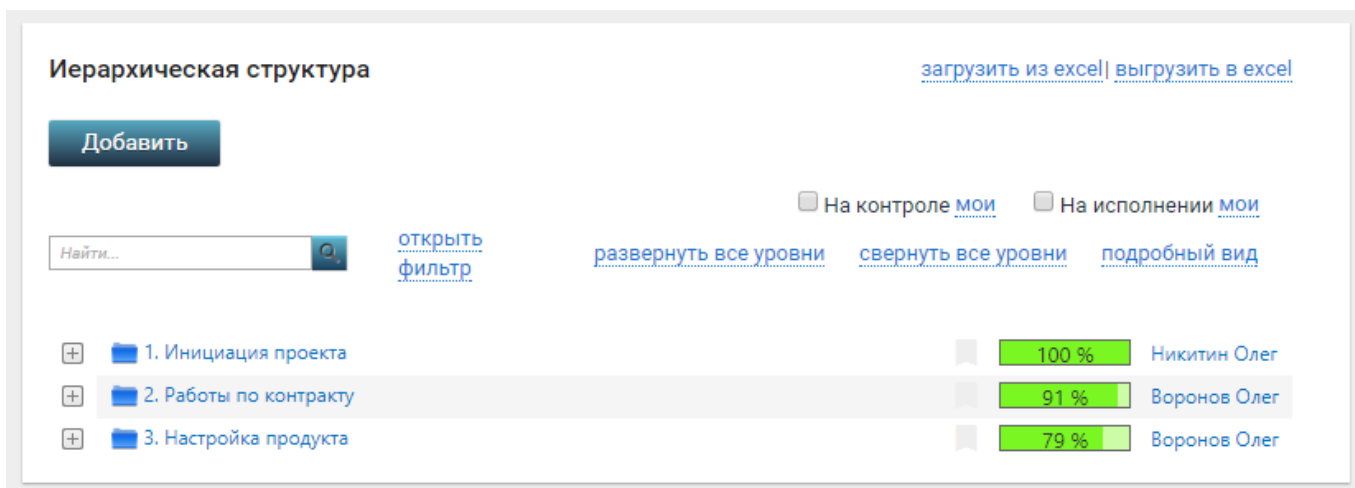 Иерархическая структура
загрузить из excel| выгрузить в excel
Добавить
На контроле мои На исполнении мои
Найти...
открыть
фильтр
развернуть все уровни свернуть все уровни подробный вид
1. Инициация проекта 100 % Никитин Олег
2. Работы по контракту 91 % Воронов Олег
3. Настройка продукта 79 % Воронов Олег